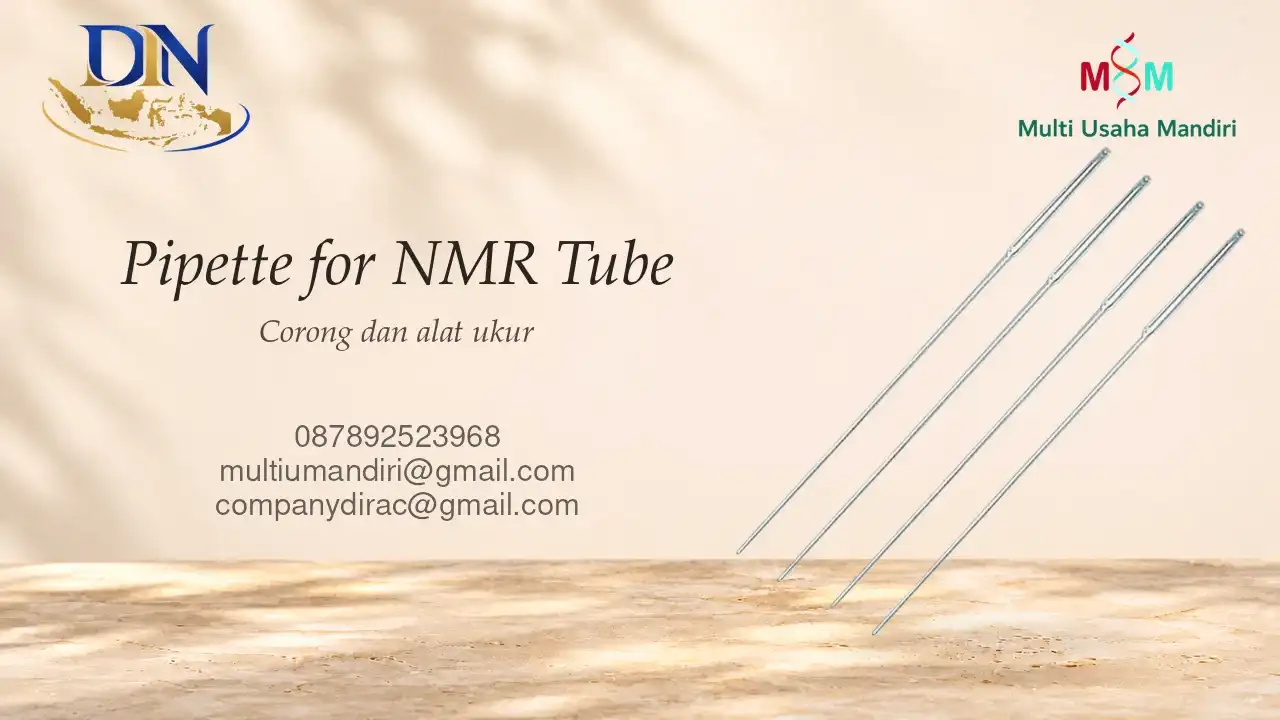 DN
MSM
Multi Usaha Mandiri
Pipette for NMR Tube
Corong dan alat ukur
087892523968
multiumandiri@gmail.com
companydirac@gmail.com